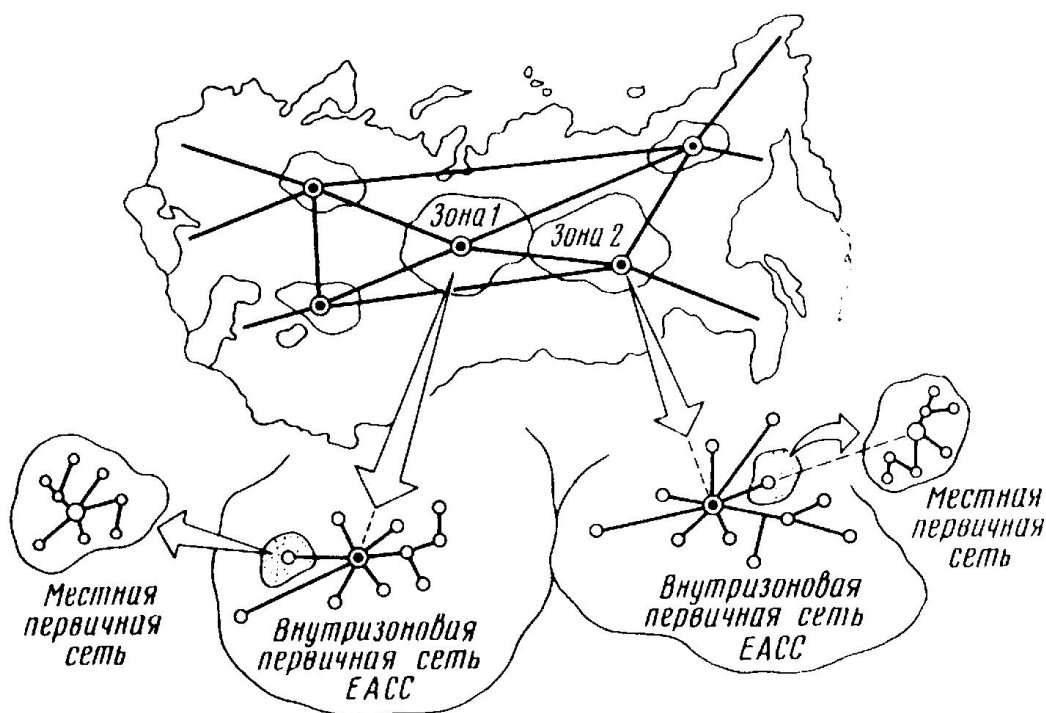 Зона 1
Зона 2
Местная
первичная
сеть
Внутризоновая
первичная сеть
ЕАСС
Внутризоновая
первичная сеть
ЕАСС
Местная
первичная
сеть